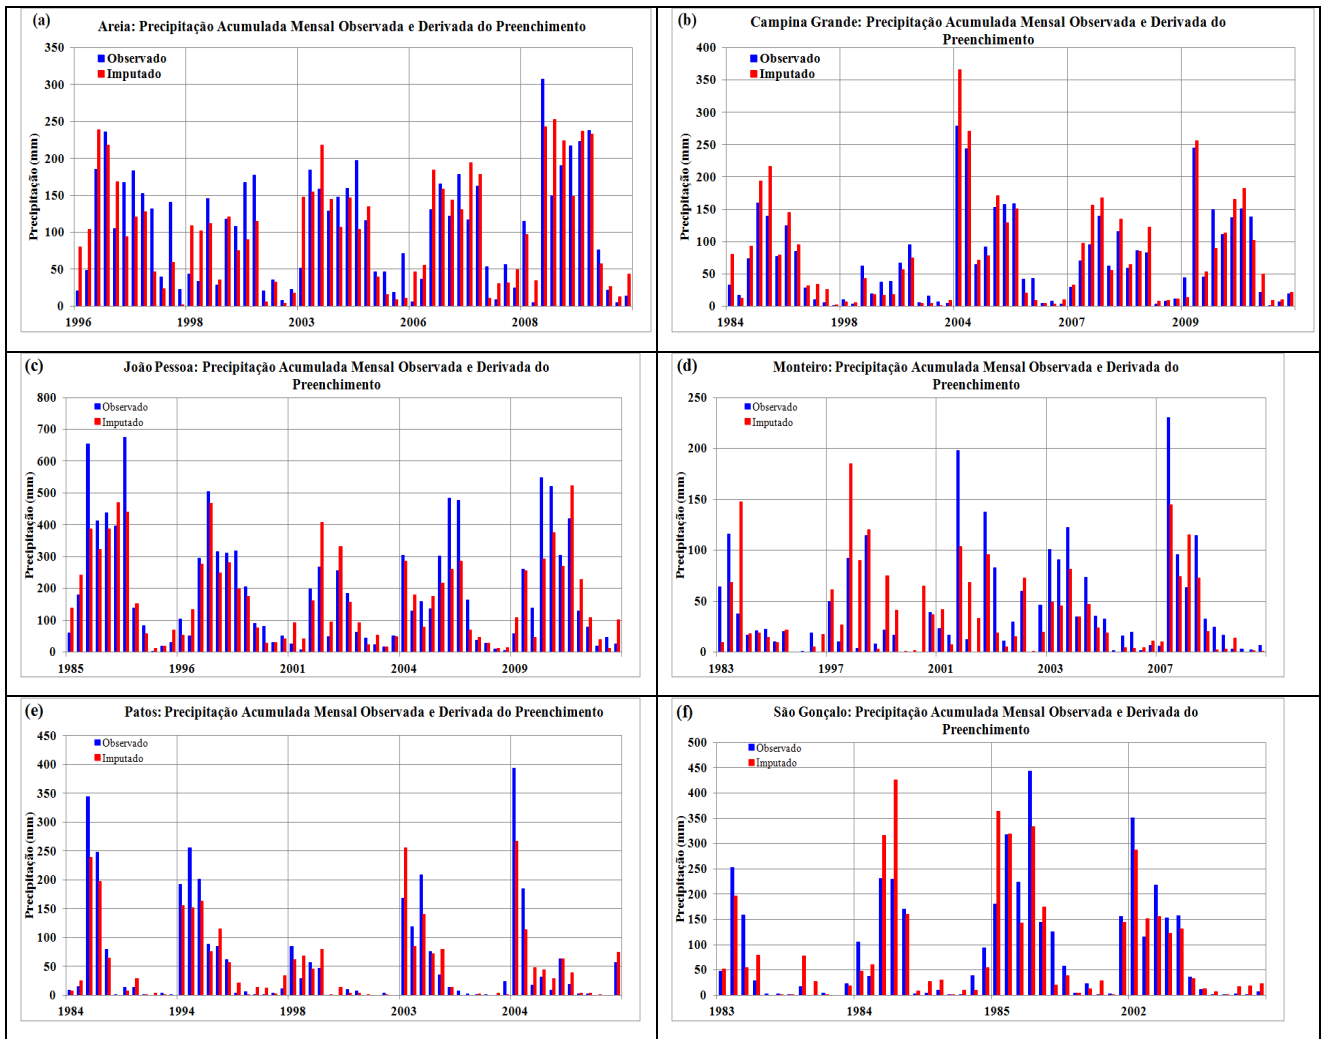 (a)
Areia: Precipitação Acumulada Mensal Observada e Derivada do Preenchimento
Observado
Imputado
Precipitação (mm)
350
300
250
200
150
100
50
0
1996
1998
2003
2006
2008
(b)
Campina Grande: Precipitação Acumulada Mensal Observada e Derivada do
Preenchimento
Observado
Imputado
Precipitação (mm)
400
350
300
250
200
150
100
50
0
1984
1998
2004
2007
2009
(c)
João Pessoa: Precipitação Acumulada Mensal Observada e Derivada do
Preenchimento
Observado
Imputado
Precipitação (mm)
800
700
600
500
400
300
200
100
0
1985
1996
2001
2004
2009
(d)
Monteiro: Precipitação Acumulada Mensal Observada e Derivada do
Preenchimento
Observado
Imputado
Precipitação (mm)
250
200
150
100
50
0
1983
1997
2001
2003
2007
(e)
Patos: Precipitação Acumulada Mensal Observada e Derivada do Preenchimento
Observado
Imputado
Precipitação (mm)
450
400
350
300
250
200
150
100
50
0
1984
1994
1998
2003
2004
(f)
São Gonçalo: Precipitação Acumulada Mensal Observada e Derivada do
Preenchimento
Observado
Imputado
Precipitação (mm)
500
450
400
350
300
250
200
150
100
50
0
1983
1984
1985
2002